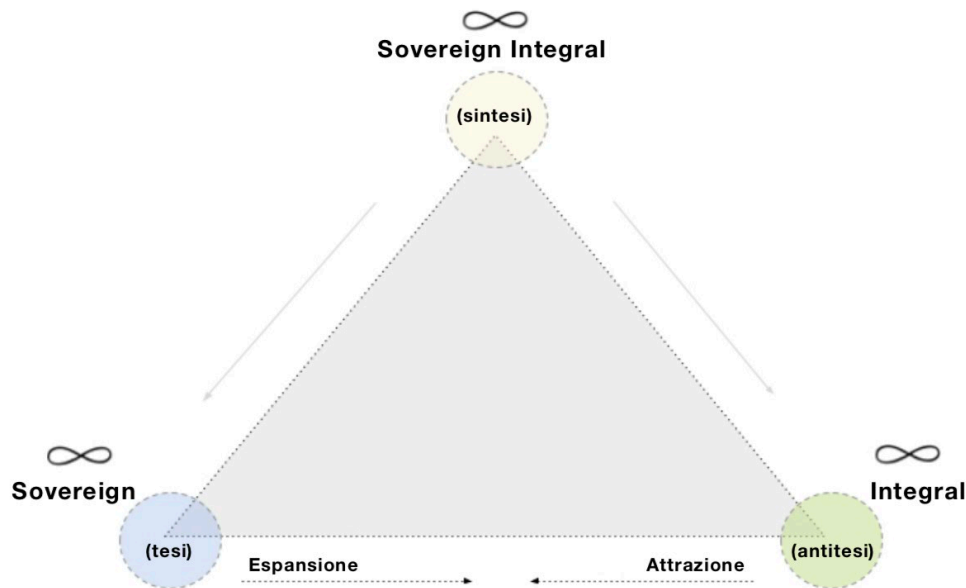 Sovereign Integral
(sintesi)
Sovereign
Integral
(tesi)
(antitesi)
Espansione
Attrazione